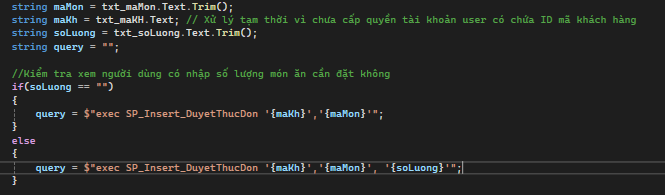 string maMon = txt_maMon.Text.Trim();
string maKh = txt_maKH.Text; // Xử lý tạm thời vì chưa cấp quyền tài khoản user có chứa ID mã khách hàng
string soLuong = txt_soLuong.Text.Trim();
string query = "";
//Kiểm tra xem người dùng có nhập số lượng món ăn cần đặt không
if(soLuong == "")
{
query = $"exec SP_Insert_DuyetThucDon '{maKh}','{maMon}'";
}
else
{
query = $"exec SP_Insert_DuyetThucDon '{maKh}','{maMon}', '{soLuong}'";
}